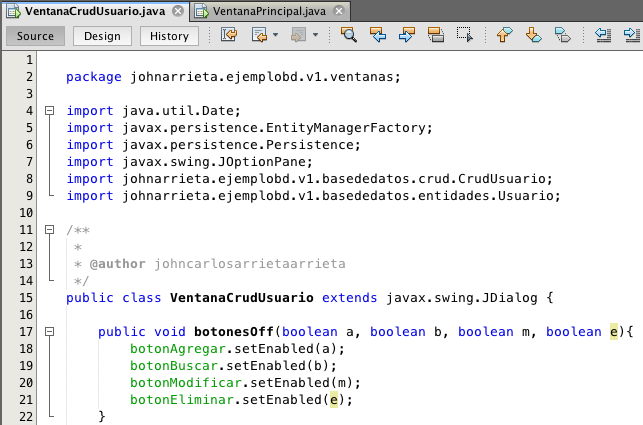 VentanaCrudUsuario.java VentanaPrincipal.java
Source Design History
1
2 package johnarrieta.ejemplobd.v1.ventanas;
3
4 import java.util.Date;
5 import javax.persistence.EntityManagerFactory;
6 import javax.persistence.Persistence;
7 import javax.swing.JOptionPane;
8 import johnarrieta.ejemplobd.v1.basededatos.crud.CrudUsuario;
9 import johnarrieta.ejemplobd.v1.basededatos.entidades.Usuario;
10
11 /**
12 *
13 * @author johncarlosarrietaarrieta
14 */
15 public class VentanaCrudUsuario extends javax.swing.JDialog {
16
17 public void botonesOff(boolean a, boolean b, boolean m, boolean e){
18 botonAgregar.setEnabled(a);
19 botonBuscar.setEnabled(b);
20 botonModificar.setEnabled(m);
21 botonEliminar.setEnabled(e);
22 }